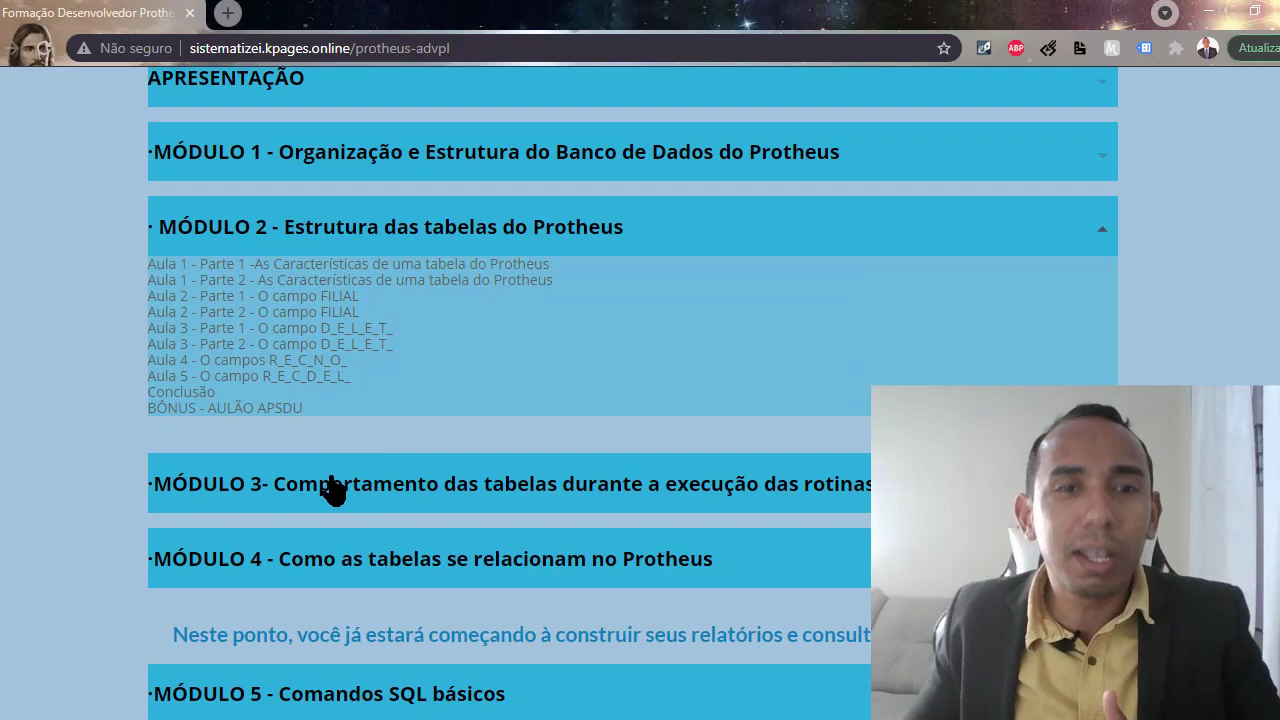 Formação Desenvolvedor Prothe
Não seguro
sistematizei.kpages.online/protheus-advpl
ABP
M
Atualiza
APRESENTAÇÃO
·MÓDULO 1 - Organização e Estrutura do Banco de Dados do Protheus
· MÓDULO 2 - Estrutura das tabelas do Protheus
Aula 1 - Parte 1 -As Características de uma tabela do Protheus
Aula 1 - Parte 2 - As Características de uma tabela do Protheus
Aula 2 - Parte 1 - O campo FILIAL
Aula 2 - Parte 2 - O campo FILIAL
Aula 3 - Parte 1 - O campo D_E_L_E_T_
Aula 3 - Parte 2 - O campo D_E_L_E_T_
Aula 4 - O campos R_E_C_N_O_
Aula 5 - O campo R_E_C_D_E_L_
Conclusão
BÔNUS - AULÃO APSDU
·MÓDULO 3- Comportamento das tabelas durante a execução das rotinas
·MÓDULO 4 - Como as tabelas se relacionam no Protheus
Neste ponto, você já estará começando à construir seus relatórios e consult
·MÓDULO 5 - Comandos SQL básicos